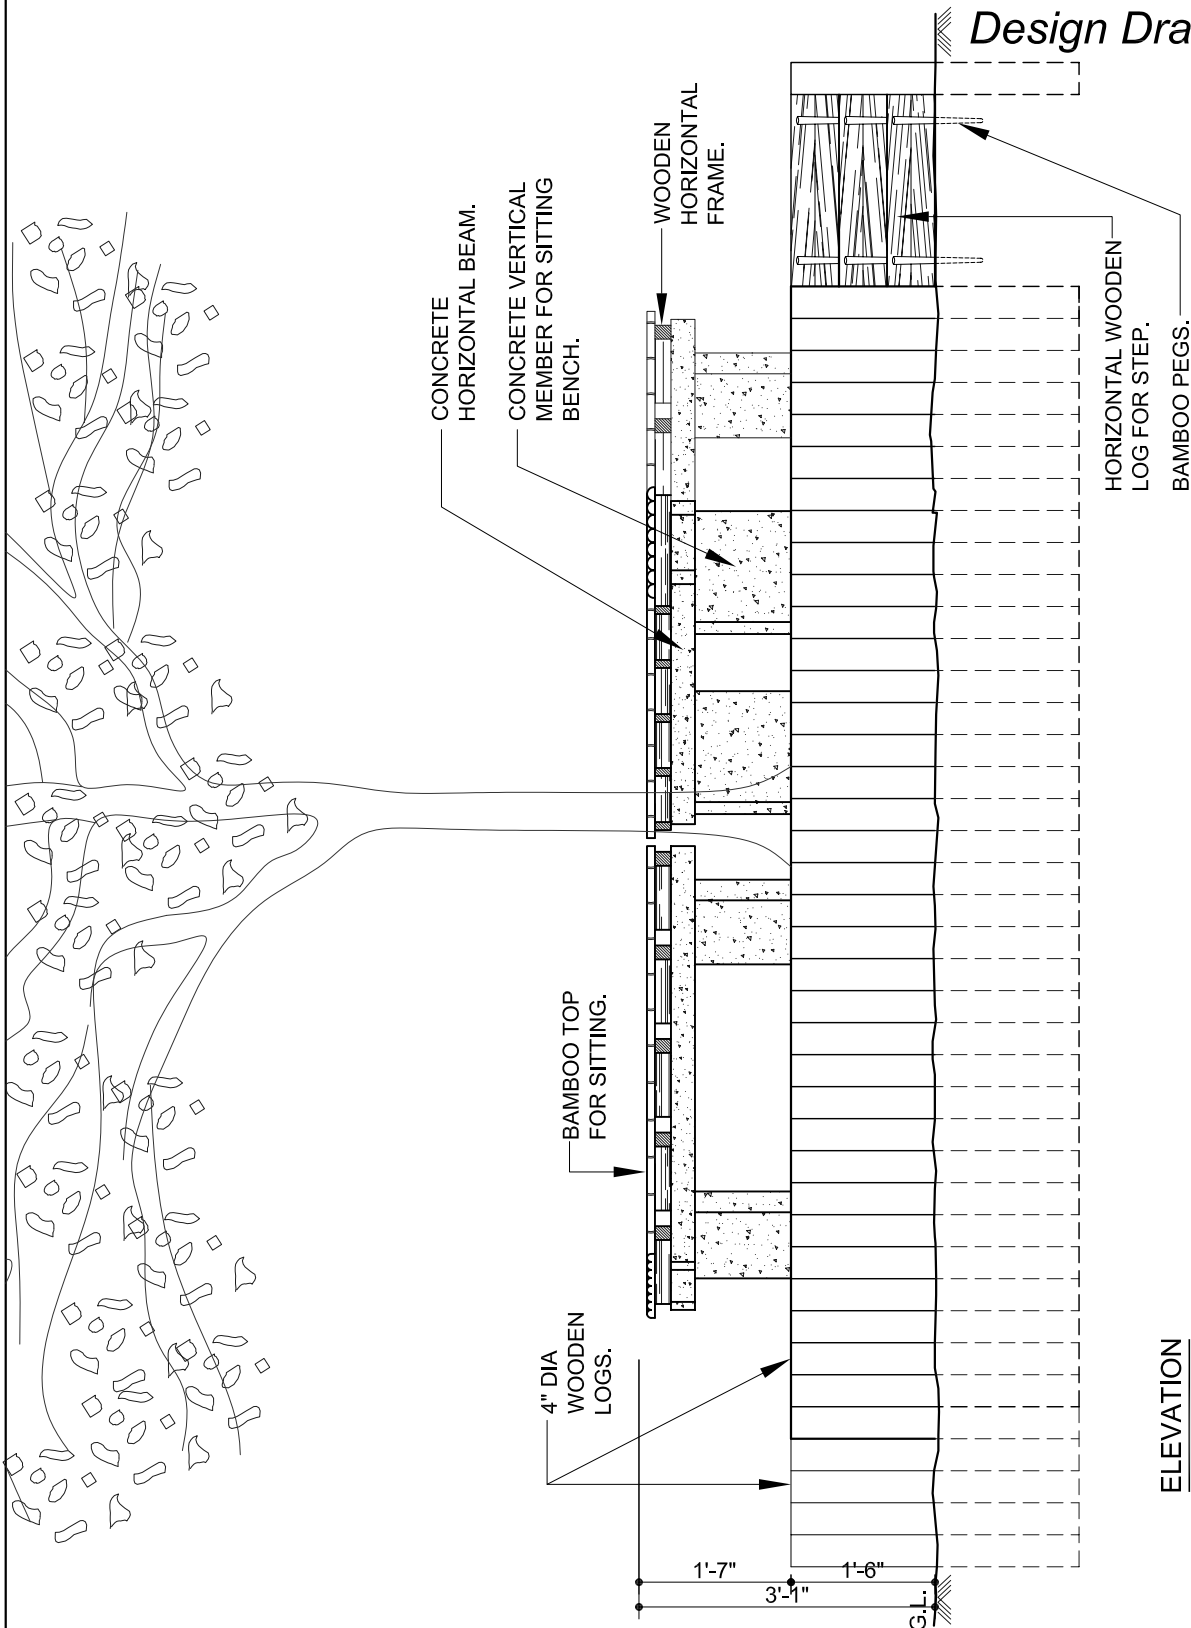 Design Dra
WOODEN
HORIZONTAL
FRAME.
CONCRETE
HORIZONTAL BEAM.
CONCRETE VERTICAL
MEMBER FOR SITTING
BENCH.
HORIZONTAL WOODEN
LOG FOR STEP.
BAMBOO PEGS.
BAMBOO TOP
FOR SITTING.
4" DIA
WOODEN
LOGS.
1'-7"
1'-6"
3'-1"
G.L.
ELEVATION